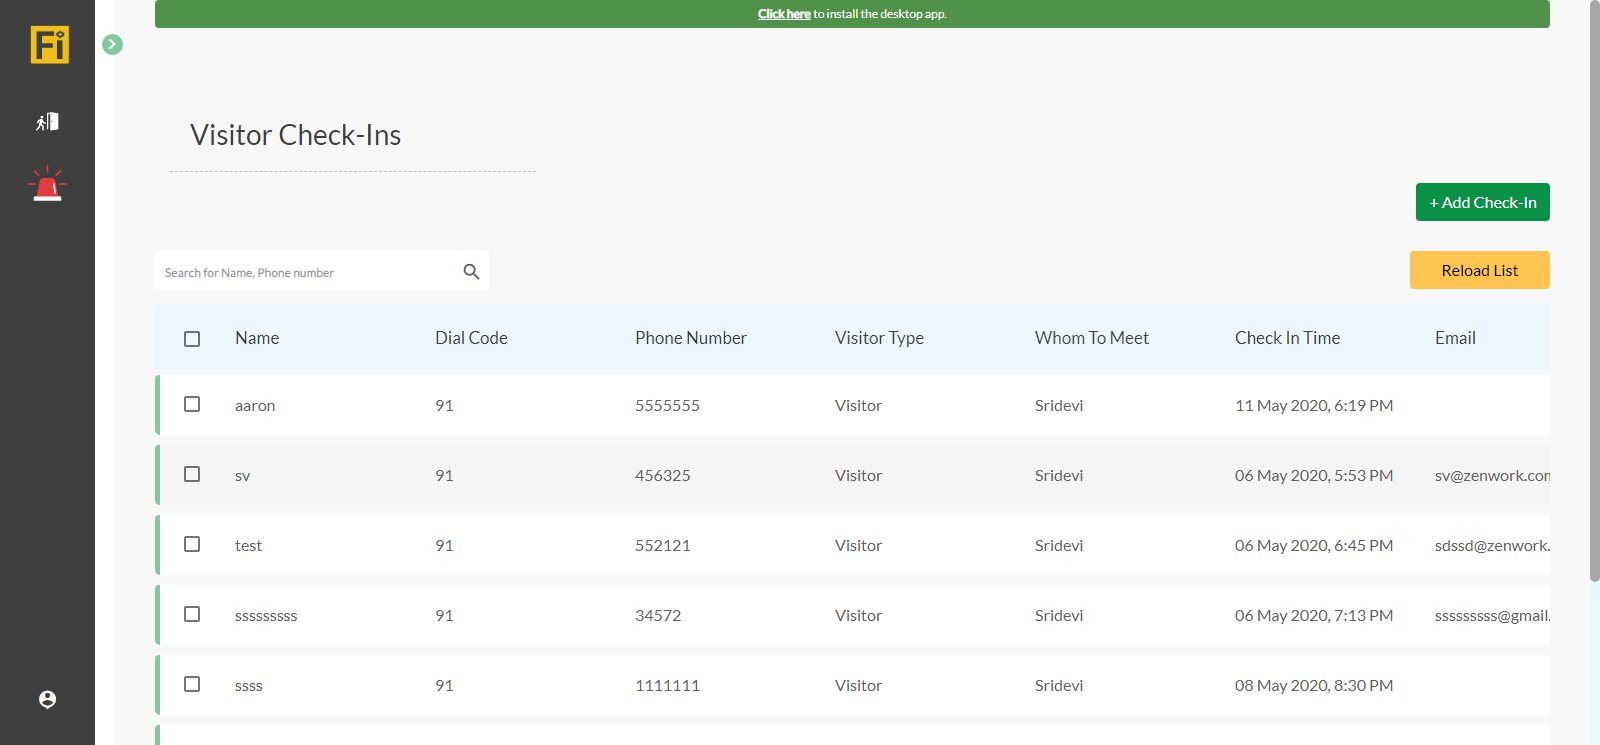 Click here to install the desktop app.
Fi
Visitor Check-Ins
+ Add Check-In
Search for Name, Phone number
Reload List
Name Dial Code Phone Number Visitor Type Whom To Meet Check In Time Email
aaron 91 5555555 Visitor Sridevi 11 May 2020, 6:19 PM
sv 91 456325 Visitor Sridevi 06 May 2020, 5:53 PM sv@zenwork.com
test 91 552121 Visitor Sridevi 06 May 2020, 6:45 PM sdssd@zenwork.
sssssssss 91 34572 Visitor Sridevi 06 May 2020, 7:13 PM sssssssss@gmail.
ssss 91 1111111 Visitor Sridevi 08 May 2020, 8:30 PM